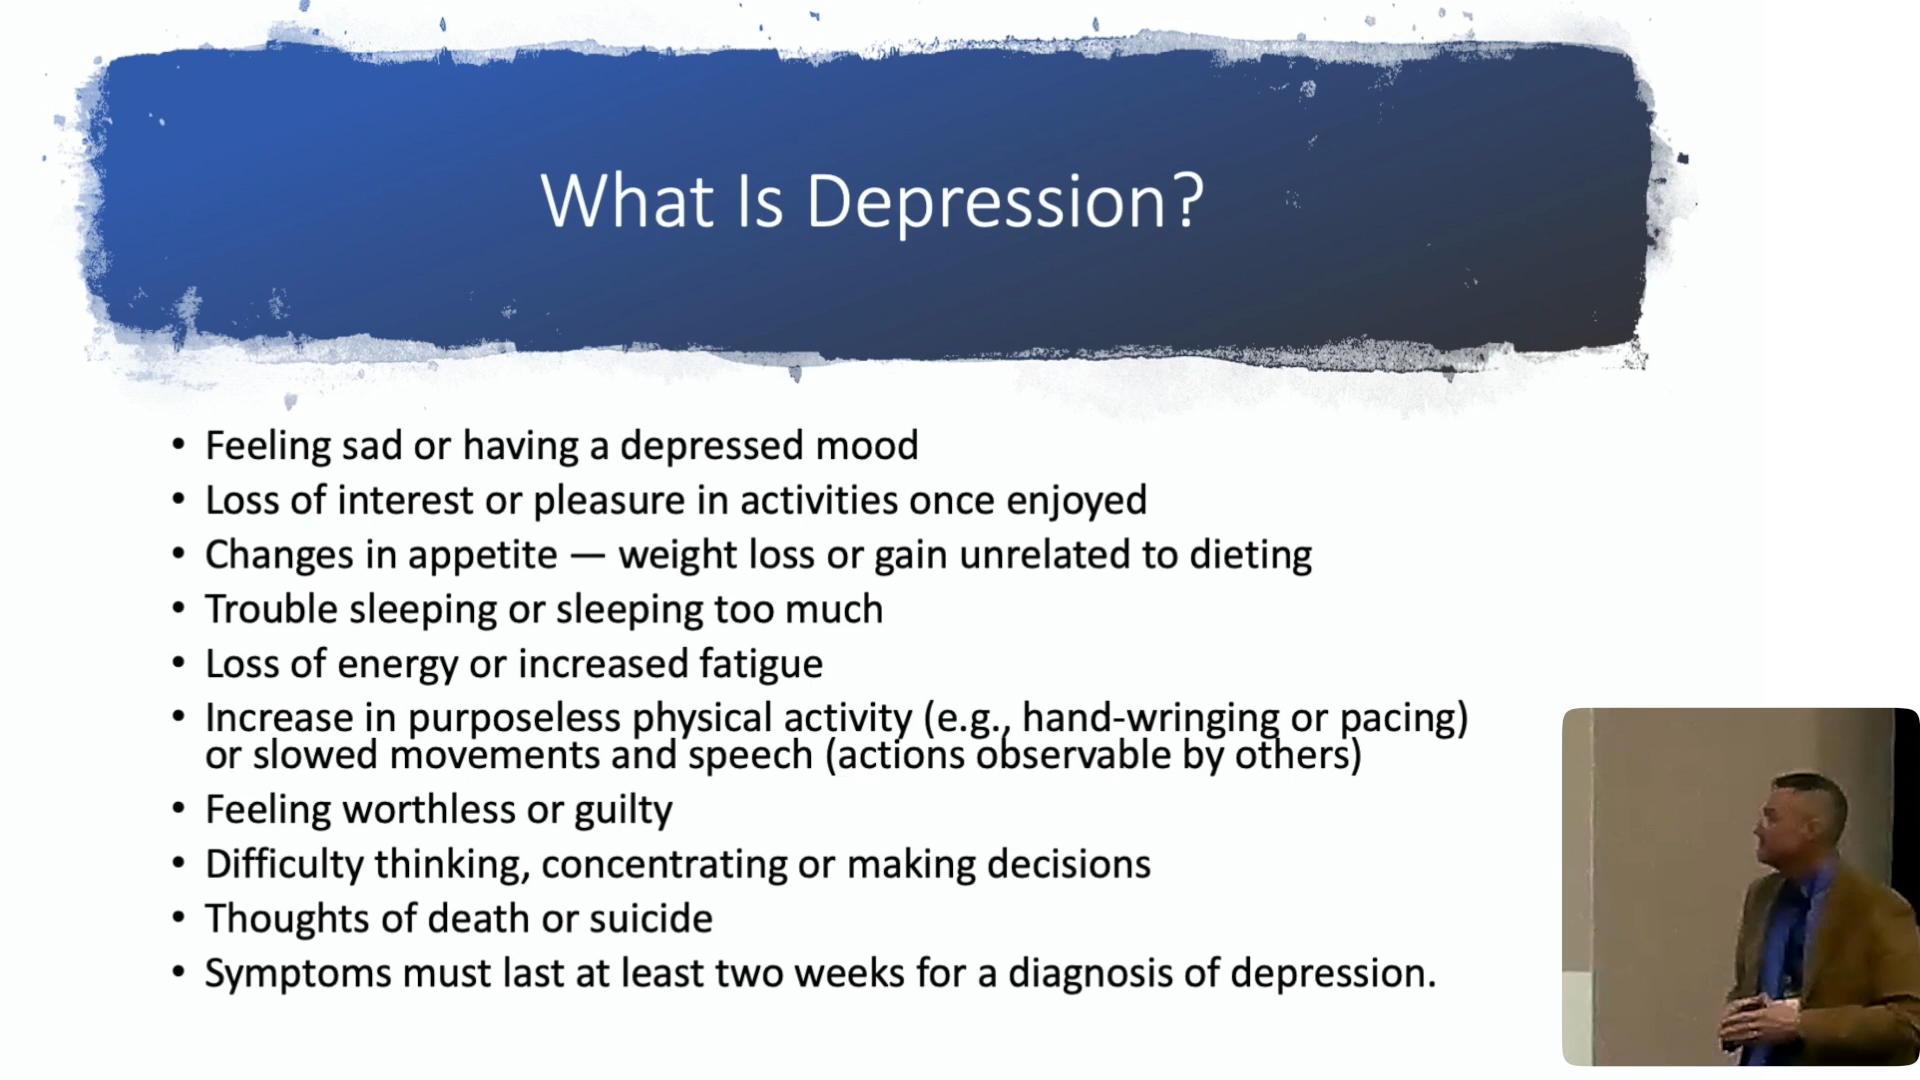 What Is Depression?
• Feeling sad or having a depressed mood
• Loss of interest or pleasure in activities once enjoyed
• Changes in appetite — weight loss or gain unrelated to dieting
• Trouble sleeping or sleeping too much
• Loss of energy or increased fatigue
• Increase in purposeless physical activity (e.g., hand-wringing or pacing)
or slowed movements and speech (actions observable by others)
• Feeling worthless or guilty
• Difficulty thinking, concentrating or making decisions
• Thoughts of death or suicide
• Symptoms must last at least two weeks for a diagnosis of depression.